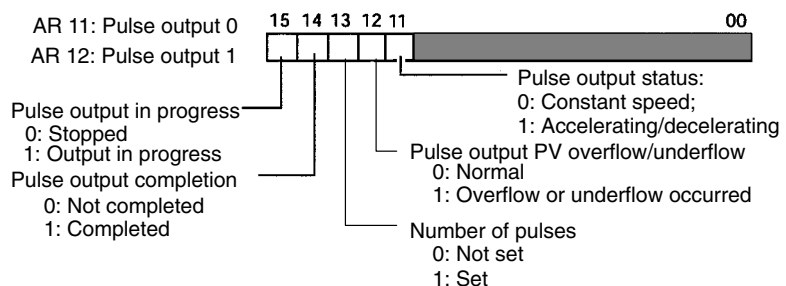 AR 11: Pulse output 0
AR 12: Pulse output 1
15 14 13 12 11 00
Pulse output status:
0: Constant speed;
1: Accelerating/decelerating
Pulse output in progress
0: Stopped
1: Output in progress
Pulse output PV overflow/underflow
0: Normal
1: Overflow or underflow occurred
Pulse output completion
0: Not completed
1: Completed
Number of pulses
0: Not set
1: Set